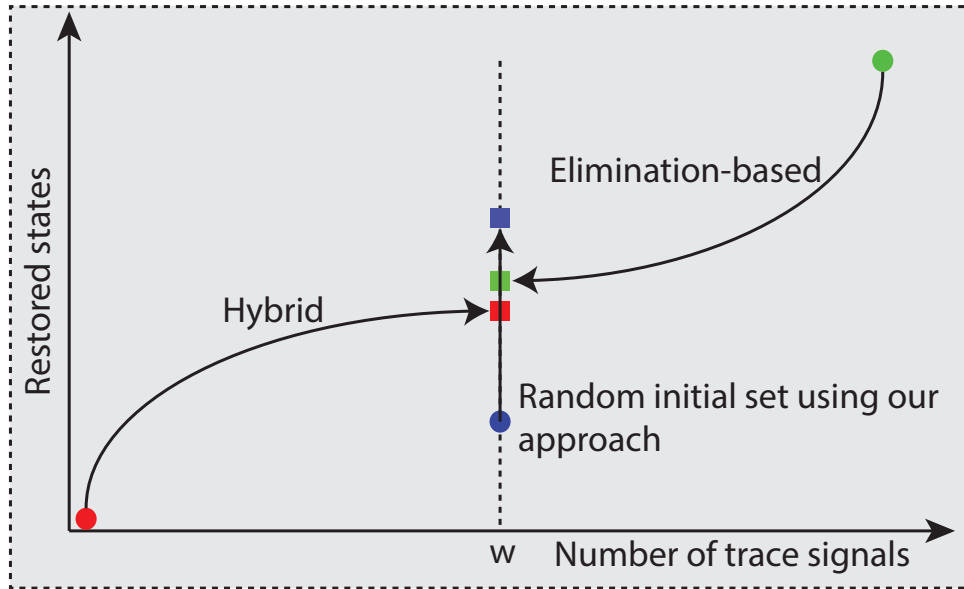 Elimination-based
Restored states
Hybrid
Random initial set using our
approach
w
Number of trace signals